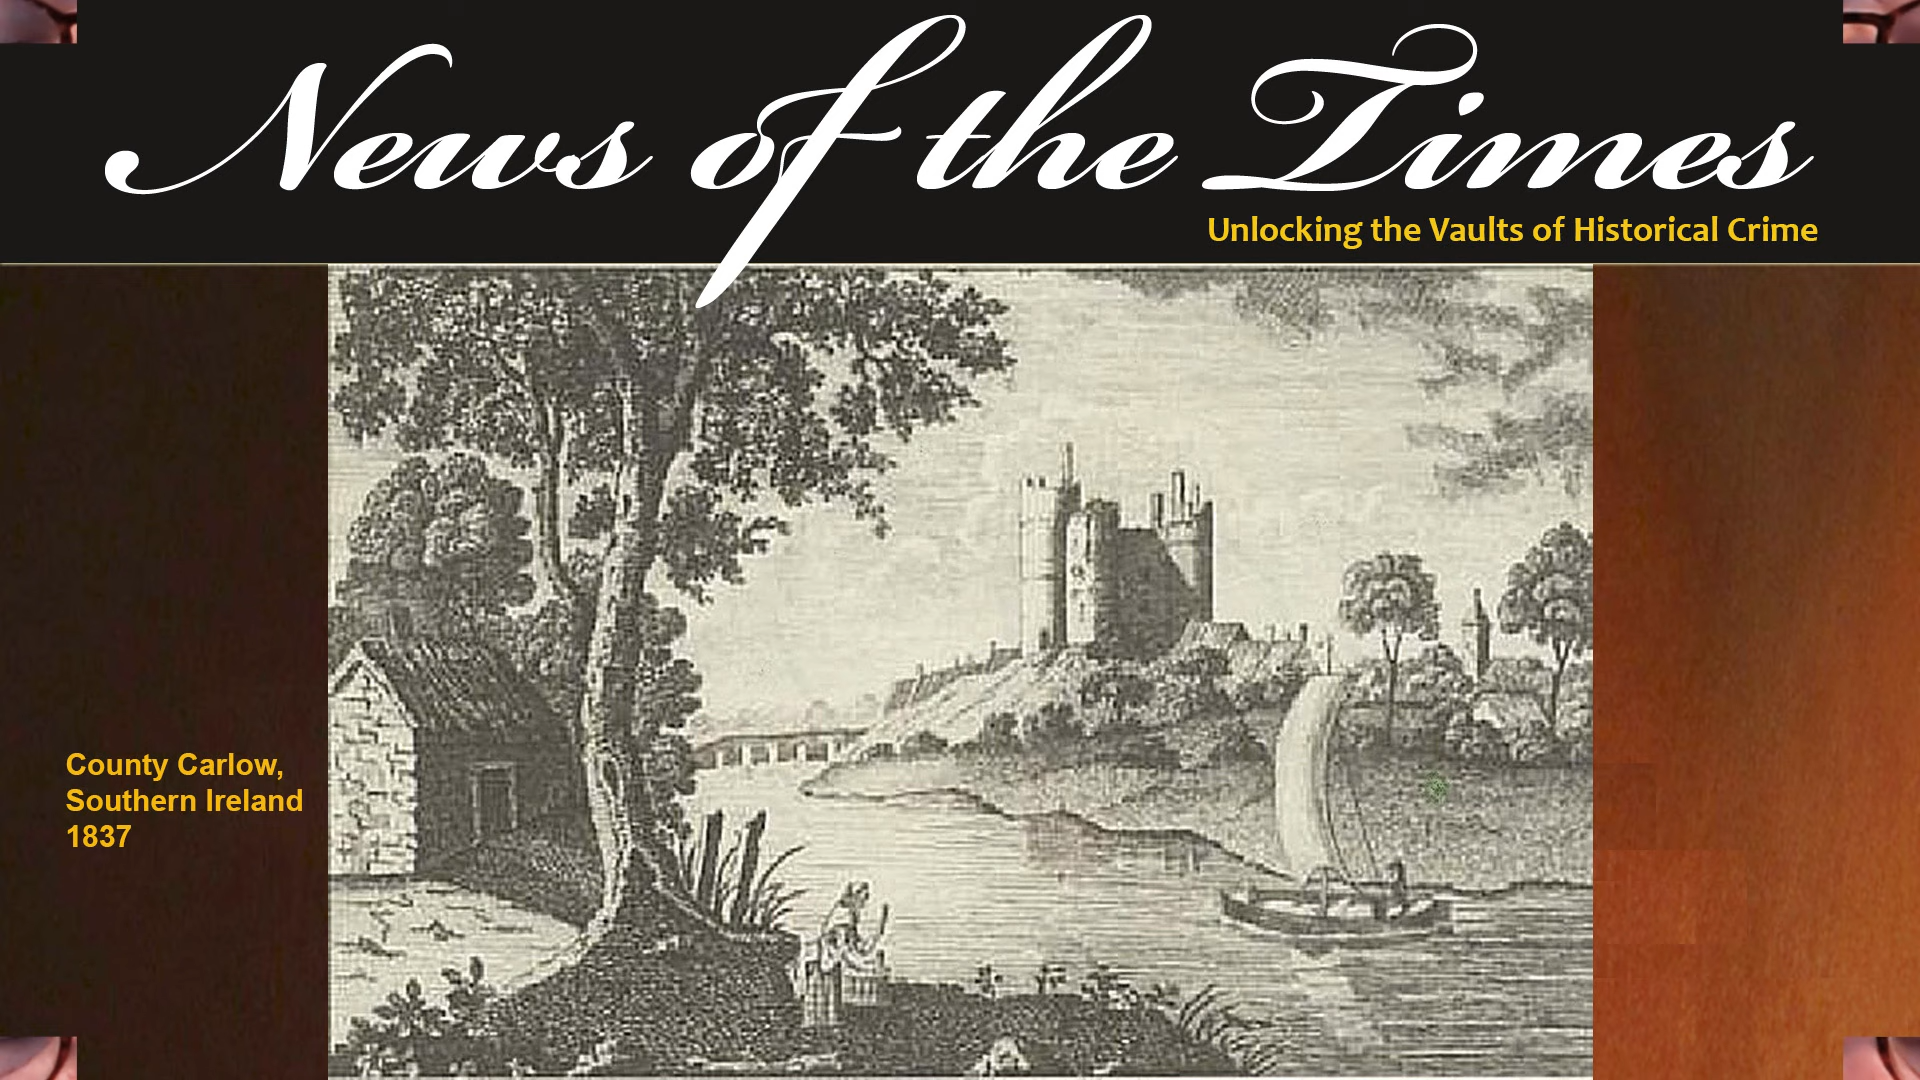 News of the Times
Unlocking the Vaults of Historical Crime
County Carlow,
Southern Ireland
1837